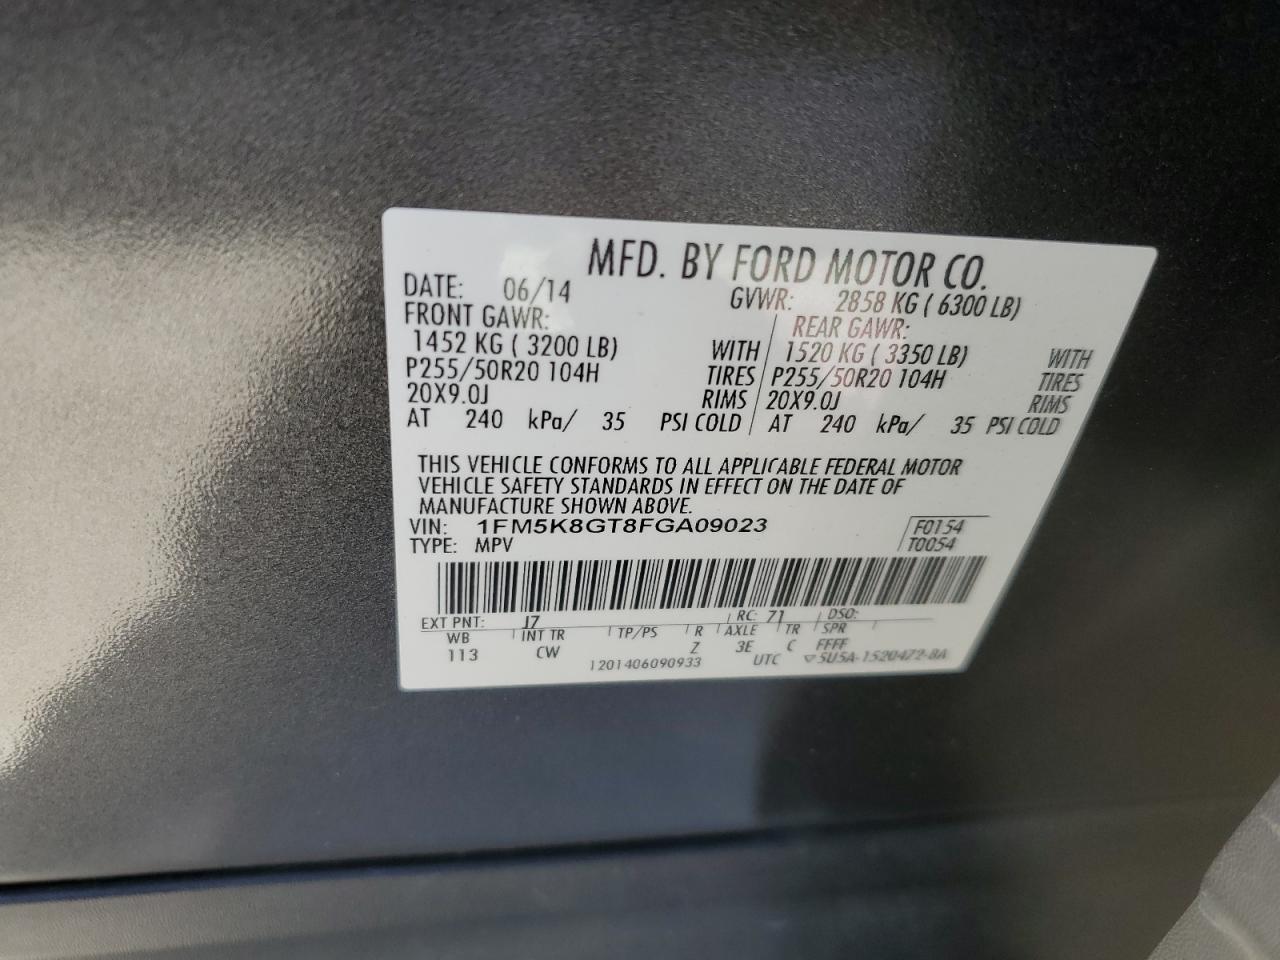 MFD. BY FORD MOTOR CO.
DATE: 06/14 GVWR: 2858 KG ( 6300 LB)
FRONT GAWR: REAR GAWR:
1452 KG ( 3200 LB) WITH 1520 KG ( 3350 LB) WITH
P255/50R20 104H TIRES P255/50R20 104H TIRES
20X9.0J RIMS 20X9.0J RIMS
AT 240 kPa/ 35 PSI COLD AT 240 kPa/ 35 PSI COLD
THIS VEHICLE CONFORMS TO ALL APPLICABLE FEDERAL MOTOR
VEHICLE SAFETY STANDARDS IN EFFECT ON THE DATE OF
MANUFACTURE SHOWN ABOVE.
VIN: 1FM5K8GT8FGA09023 F0154
TYPE: MPV T0054
EXT PNT: J7 RC: 71 DSO:
WB INT TR TP/PS R AXLE TR SPR
113 CW Z 3E C FFFF
1201406090933 UTC ▽5U5A-1520472-BA